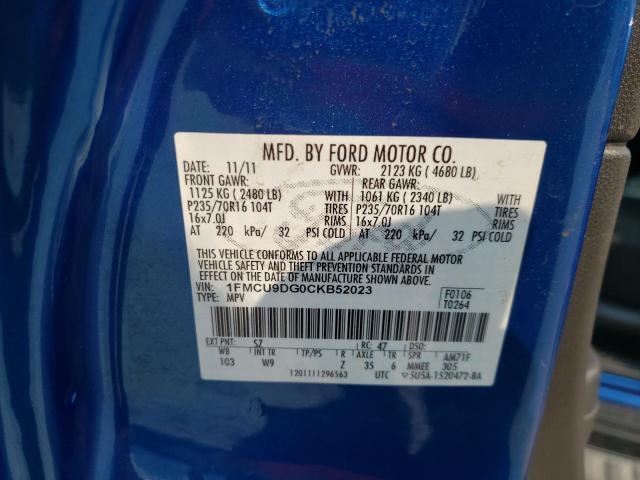 MFD. BY FORD MOTOR CO.
DATE: 11/11 GVWR: 2123 KG ( 4680 LB)
FRONT GAWR: REAR GAWR:
1125 KG ( 2480 LB) WITH 1061 KG ( 2340 LB) WITH
P235/70R16 104T TIRES P235/70R16 104T TIRES
16x7.0J RIMS 16x7.0J RIMS
AT 220 kPa/ 32 PSI COLD AT 220 kPa/ 32 PSI COLD
THIS VEHICLE CONFORMS TO ALL APPLICABLE FEDERAL MOTOR
VEHICLE SAFETY AND THEFT PREVENTION STANDARDS IN EFFECT
ON THE DATE OF MANUFACTURE SHOWN ABOVE.
VIN: 1FMCU9DG0CKB52023 F0106
TYPE: MPV T0264
EXT PNT: SZ RC: 47 DSO:
WB INT TR TP/PS R AXLE TR SPR AM71F
103 W9 Z 35 6 MMEE 305
1201111296563 UTC 5U5A-1520472-BA